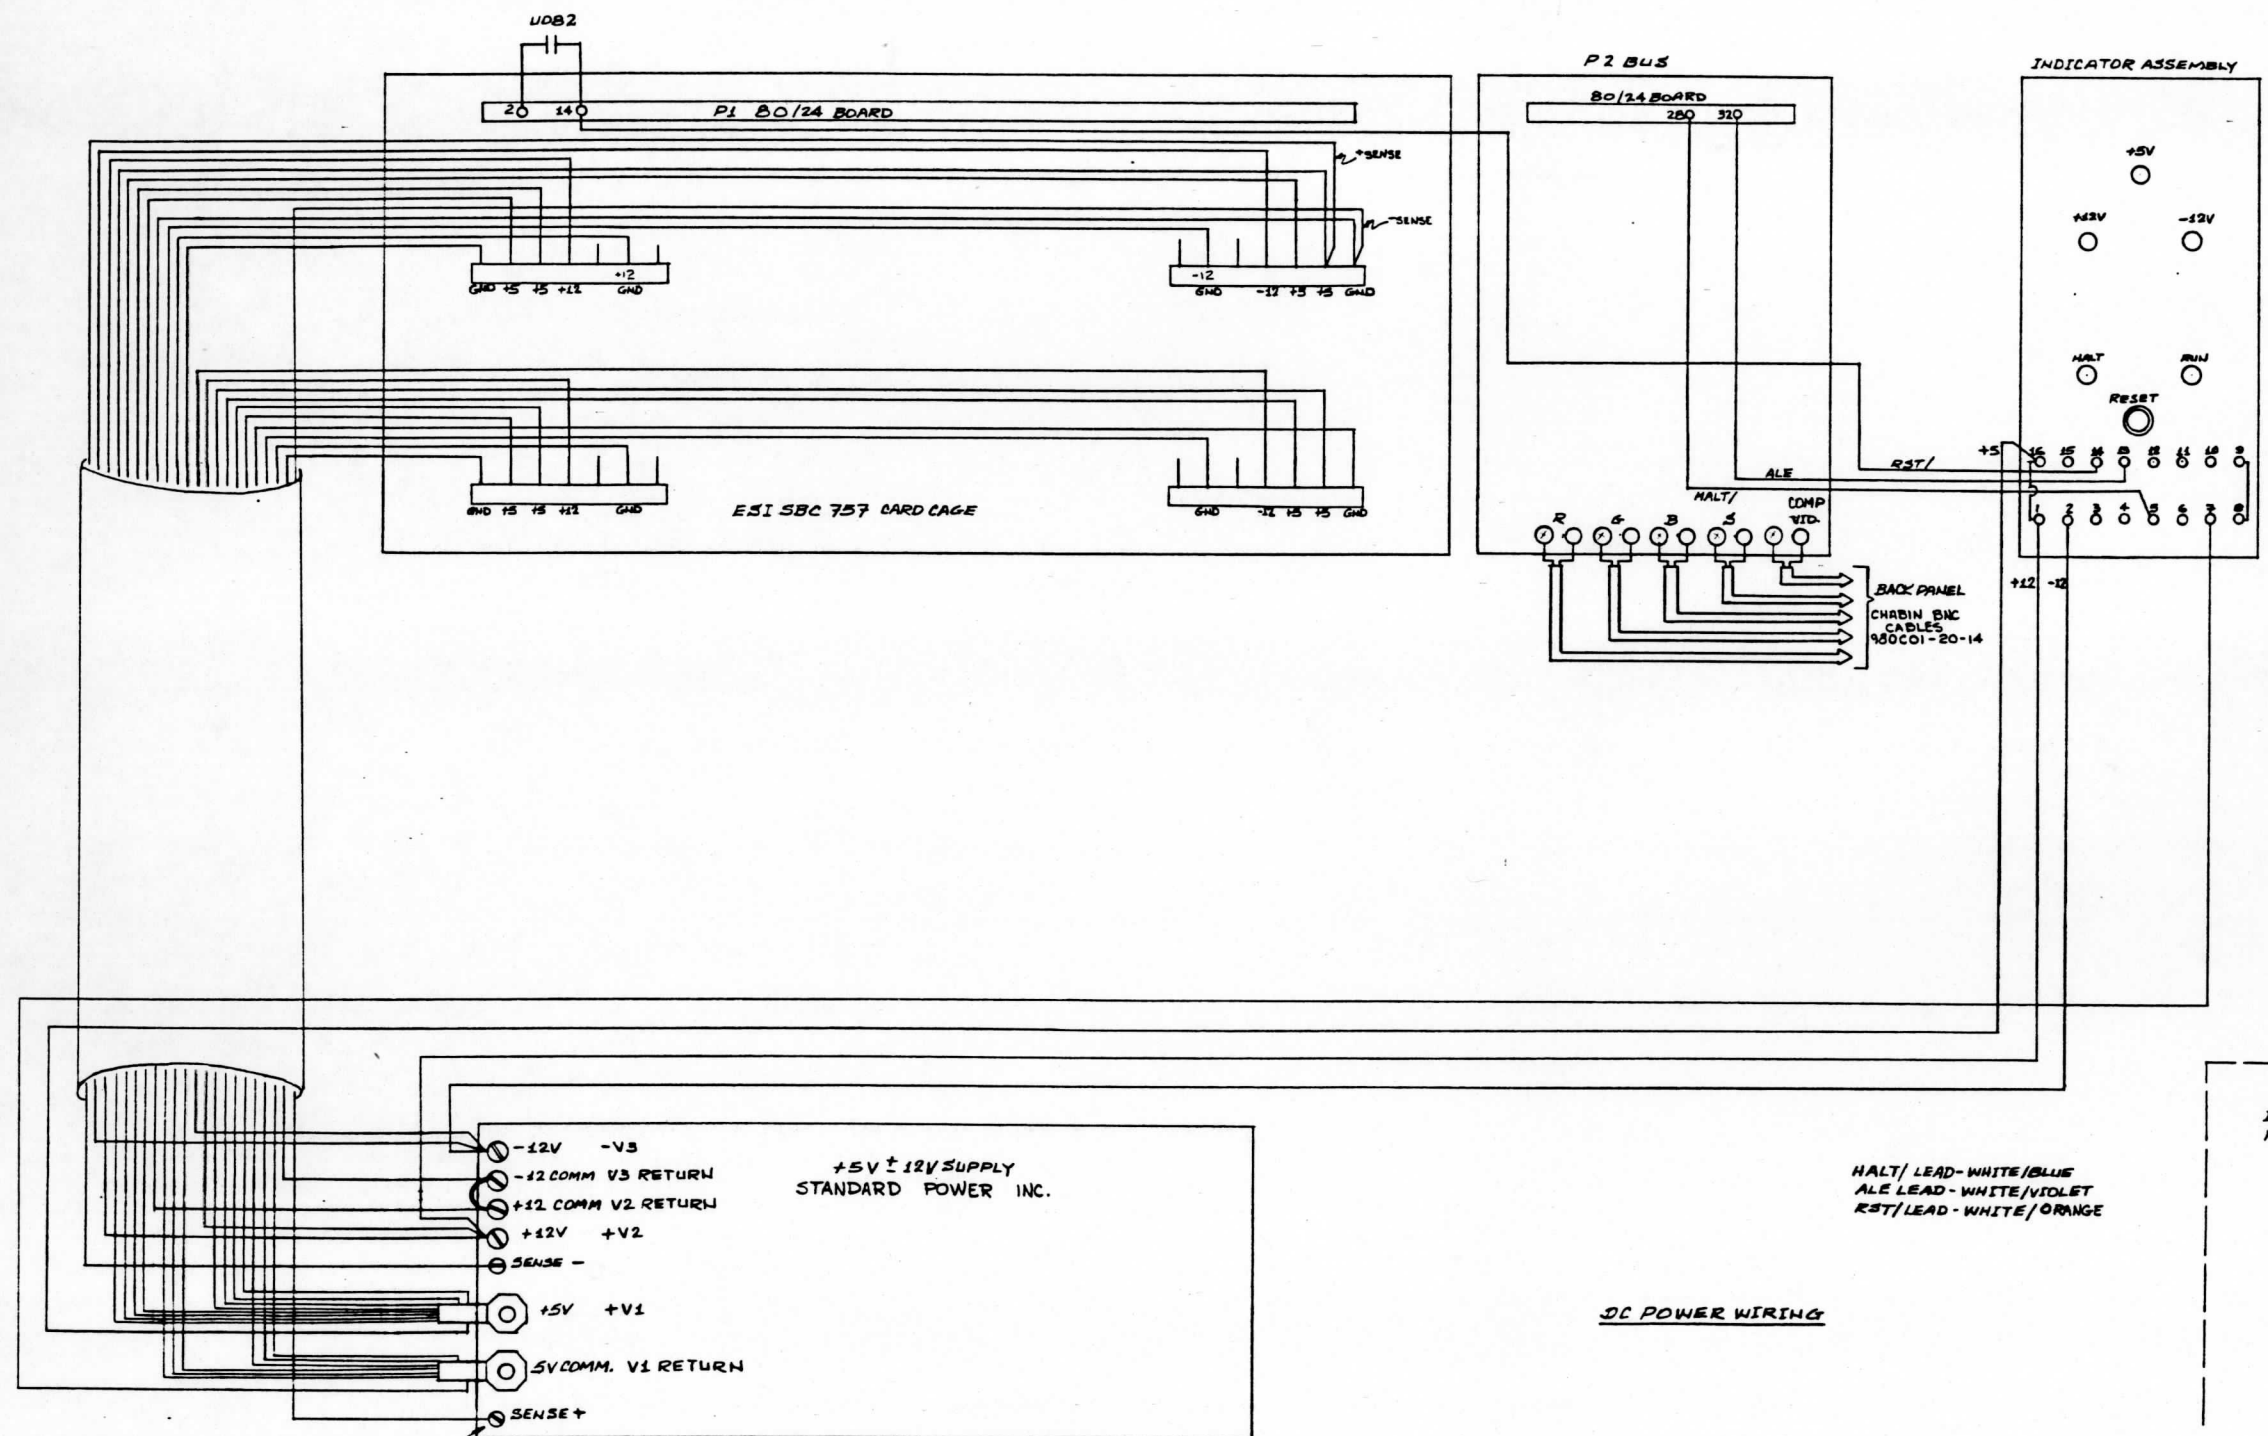 UDB2
P2 BUS
INDICATOR ASSEMBLY
2 14 P1 80/24 BOARD
80/24 BOARD
28 32
+SENSE
-SENSE
+5V
+12V -12V
HALT RUN
RESET
+12
GND +5 +5 +12 GND
-12
GND -12 +5 +5 GND
GND +5 +5 +12 GND
GND -12 +5 +5 GND
ESI SBC 757 CARD CAGE
+5 16 15 14 13 12 11 10 9
RST/
ALE
HALT/
1 2 3 4 5 6 7 8
R G B S COMP VID.
+12 -12
BACK PANEL
CHABIN BNC
CABLES
980C01-20-14
-12V -V3
-12 COMM V3 RETURN
+12 COMM V2 RETURN
+12V +V2
SENSE -
+5V +V1
5V COMM. V1 RETURN
SENSE +
+5V ± 12V SUPPLY
STANDARD POWER INC.
HALT/ LEAD - WHITE/BLUE
ALE LEAD - WHITE/VIOLET
RST/ LEAD - WHITE/ORANGE
DC POWER WIRING